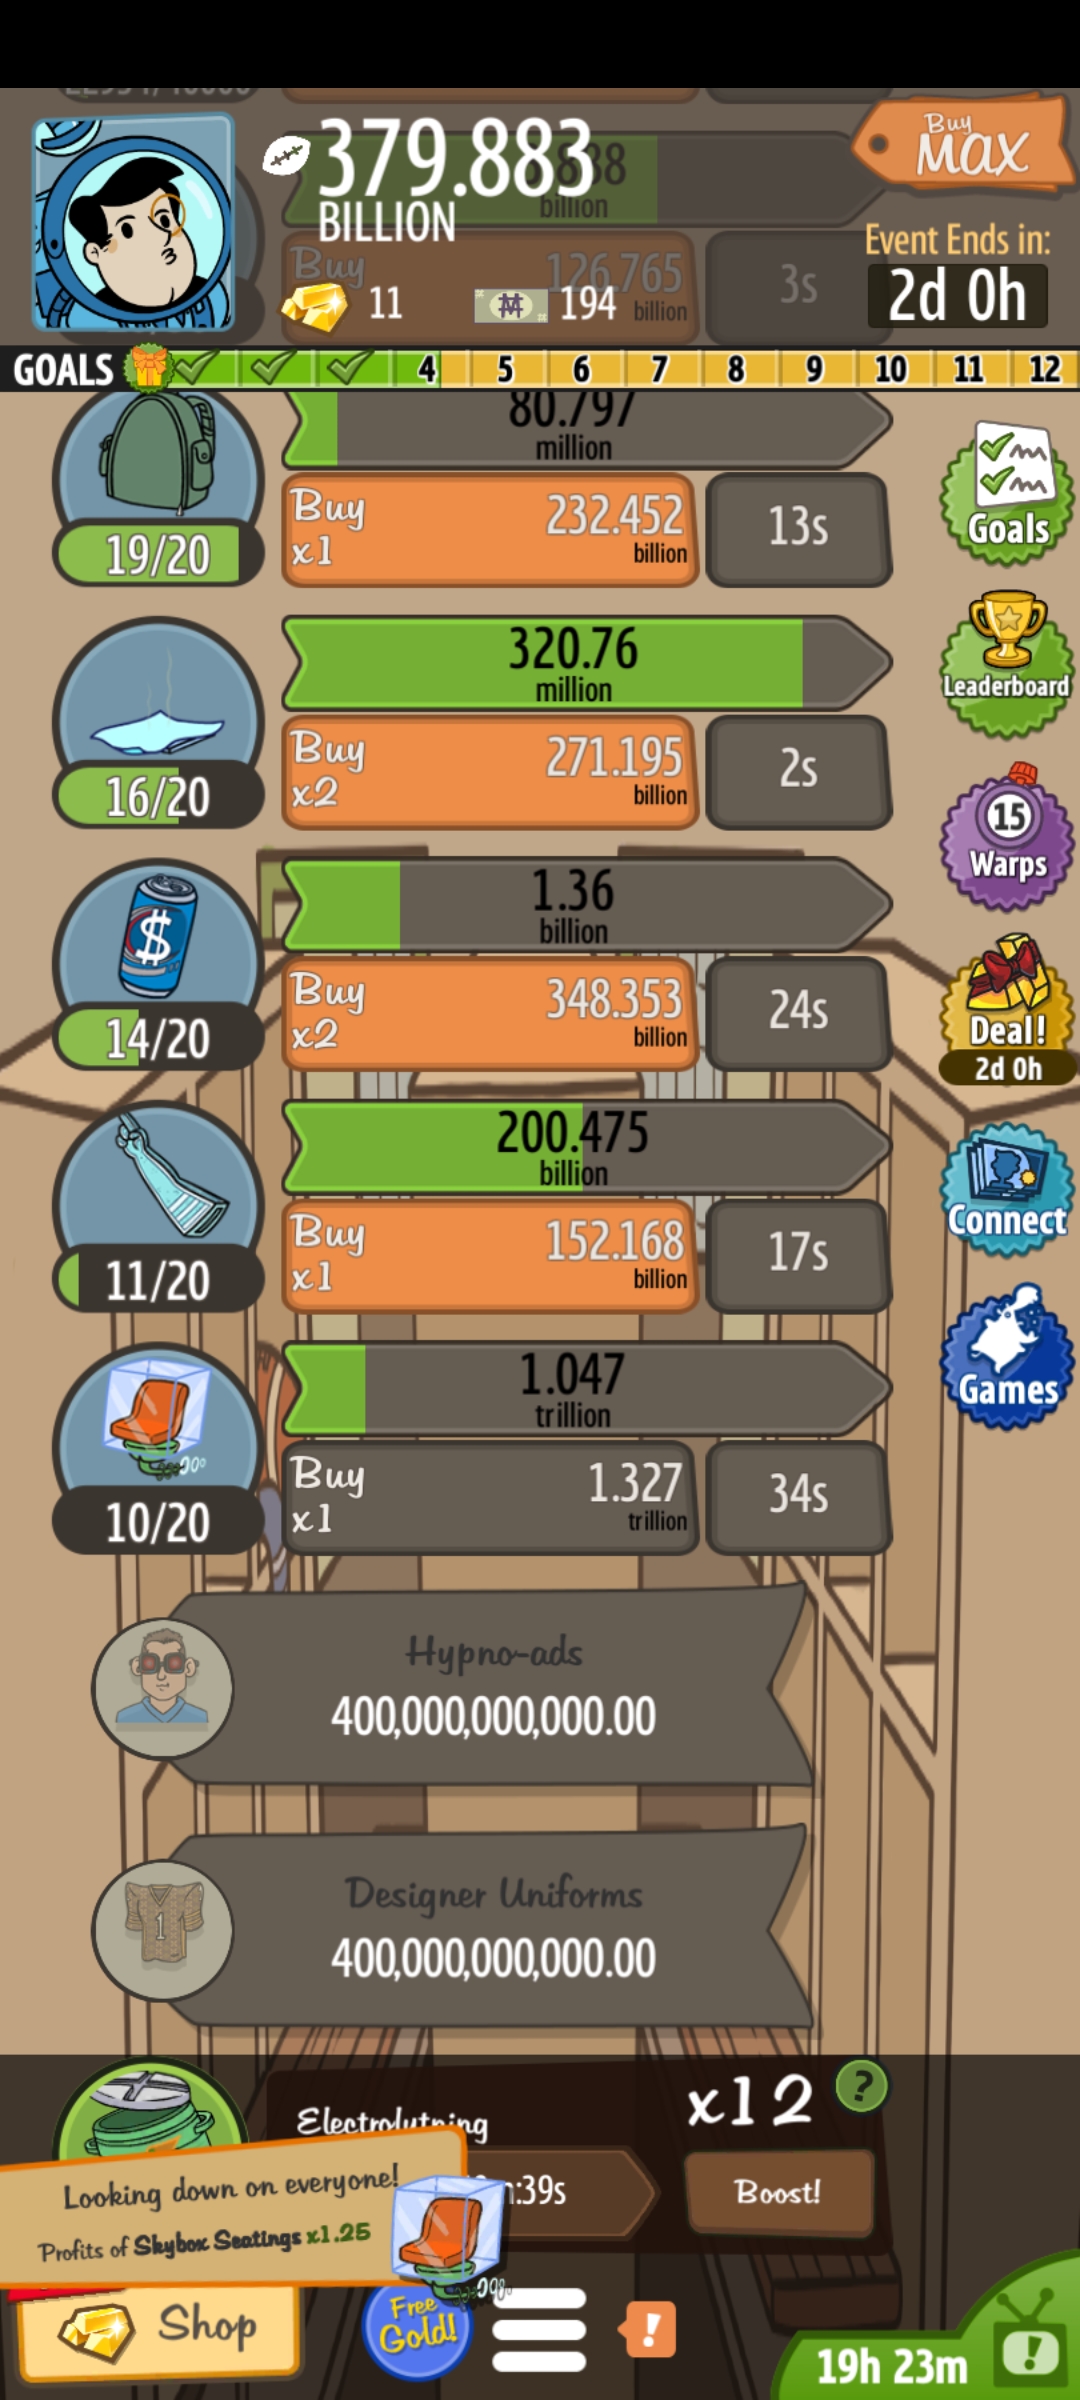 379.883
BILLION
Buy
MAX
billion
Event Ends in:
2d 0h
Buy
126.765
billion
3s
11
194
GOALS
4 5 6 7 8 9 10 11 12
80.797
million
Buy
x1
232.452
billion
13s
19/20
Goals
320.76
million
Buy
x2
271.195
billion
2s
16/20
Leaderboard
15
Warps
1.36
billion
Buy
x2
348.353
billion
24s
14/20
Deal!
2d 0h
200.475
billion
Buy
x1
152.168
billion
17s
11/20
Connect
1.047
trillion
Buy
x1
1.327
trillion
34s
10/20
Games
Hypno-ads
400,000,000,000.00
Designer Uniforms
400,000,000,000.00
x12
?
Boost!
:39s
Looking down on everyone!
Profits of Skybox Seatings x1.25
Shop
Free
Gold!
!
19h 23m
!